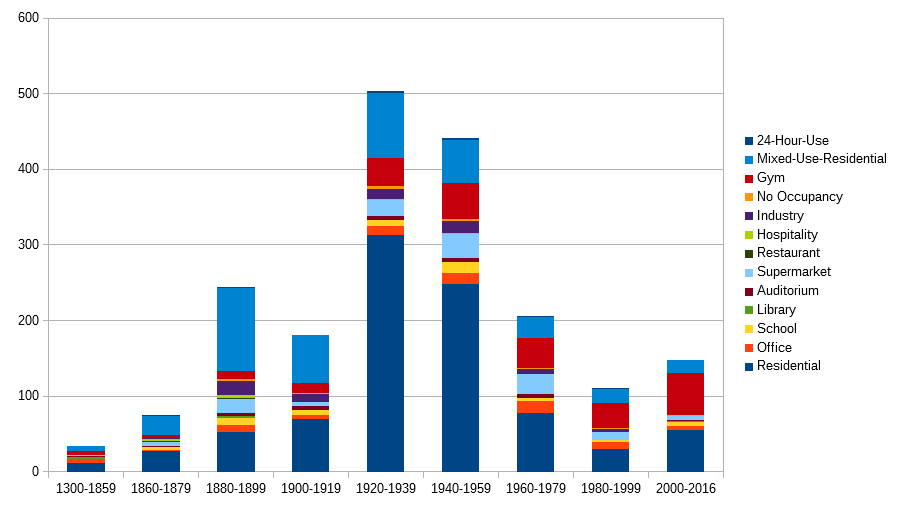 600
500
400
300
200
100
0
1300-1859 1860-1879 1880-1899 1900-1919 1920-1939 1940-1959 1960-1979 1980-1999 2000-2016
24-Hour-Use
Mixed-Use-Residential
Gym
No Occupancy
Industry
Hospitality
Restaurant
Supermarket
Auditorium
Library
School
Office
Residential